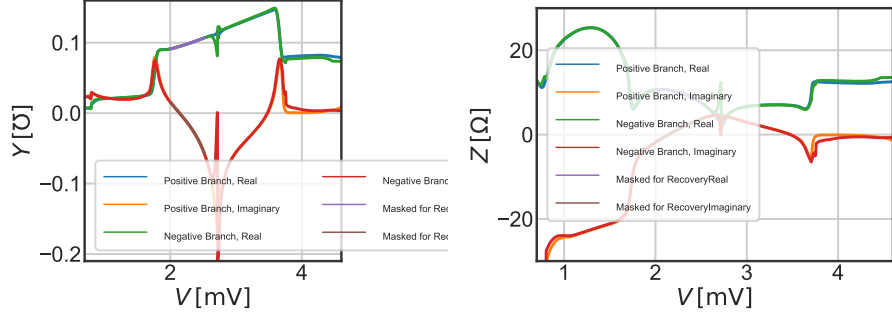 0.1
0.0
−0.1
−0.2
Y [℧]
2
4
V [mV]
Positive Branch, Real
Positive Branch, Imaginary
Negative Branch, Real
Negative Branc
Masked for Rec
Masked for Rec
20
0
−20
Z [Ω]
1
2
3
4
V [mV]
Positive Branch, Real
Positive Branch, Imaginary
Negative Branch, Real
Negative Branch, Imaginary
Masked for RecoveryReal
Masked for RecoveryImaginary